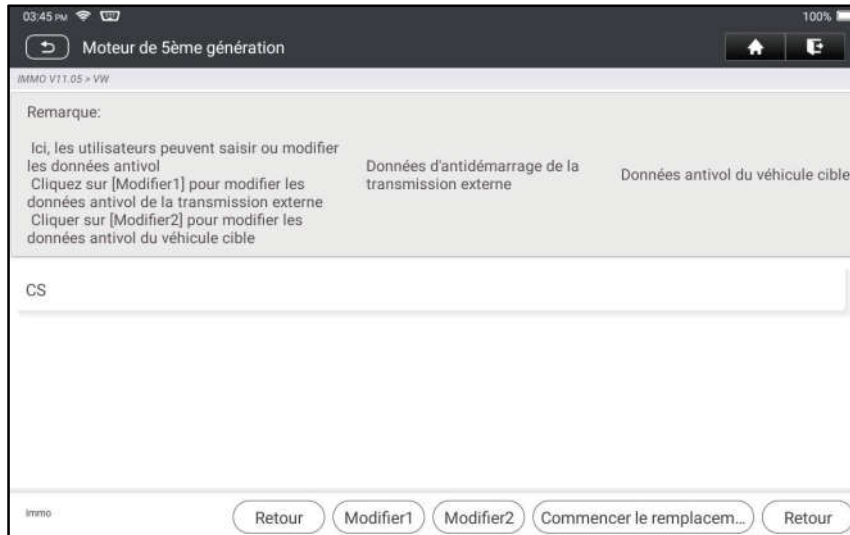 03:45 PM 100%
Moteur de 5ème génération
IMMO V11.05 > VW
Remarque:
Ici, les utilisateurs peuvent saisir ou modifier
les données antivol
Cliquez sur [Modifier1] pour modifier les
données antivol de la transmission externe
Cliquer sur [Modifier2] pour modifier les
données antivol du véhicule cible
Données d'antidémarrage de la
transmission externe
Données antivol du véhicule cible
CS
Immo
Retour Modifier1 Modifier2 Commencer le remplacem... Retour